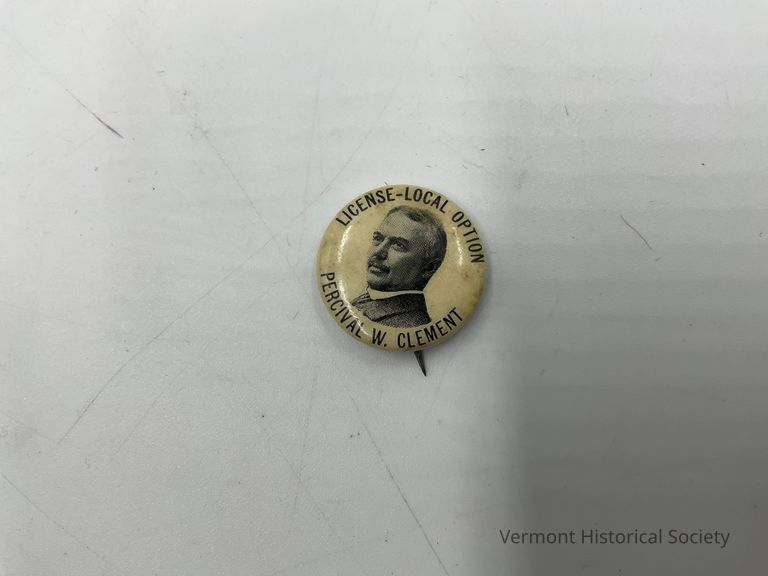 LICENSE-LOCAL OPTION
PERCIVAL W. CLEMENT
Vermont Historical Society